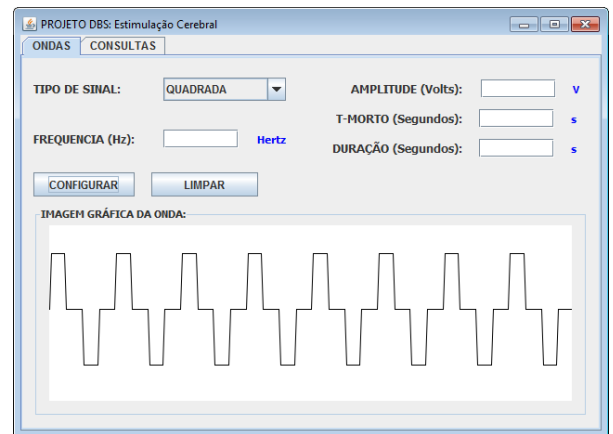 PROJETO DBS: Estimulação Cerebral
ONDAS CONSULTAS
TIPO DE SINAL: QUADRADA AMPLITUDE (Volts): V
T-MORTO (Segundos): s
FREQUENCIA (Hz): Hertz
DURAÇÃO (Segundos): s
CONFIGURAR LIMPAR
IMAGEM GRÁFICA DA ONDA: